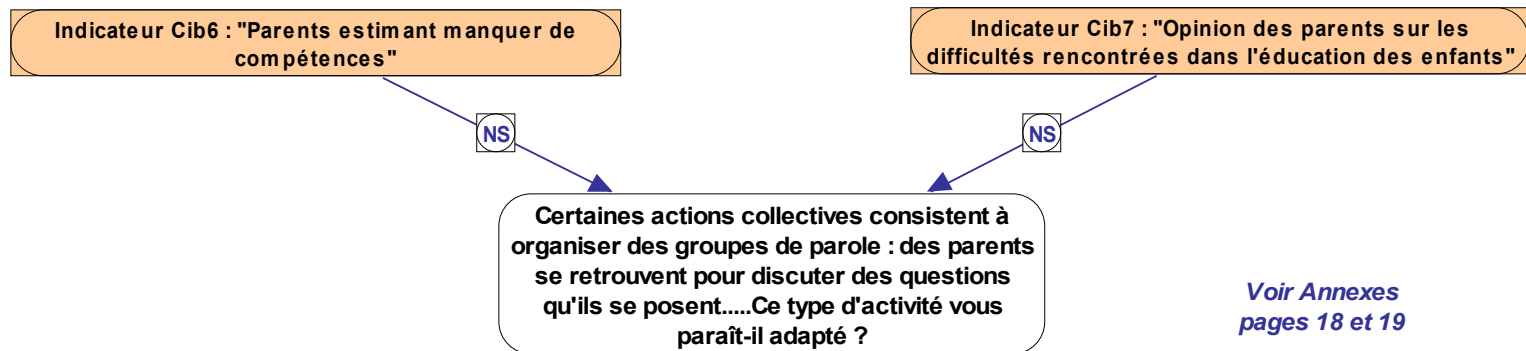 Indicateur Cib6 : "Parents estimant manquer de
compétences"
Indicateur Cib7 : "Opinion des parents sur les
difficultés rencontrées dans l'éducation des enfants"
NS
NS
Certaines actions collectives consistent à
organiser des groupes de parole : des parents
se retrouvent pour discuter des questions
qu'ils se posent.....Ce type d'activité vous
paraît-il adapté ?
Voir Annexes
pages 18 et 19